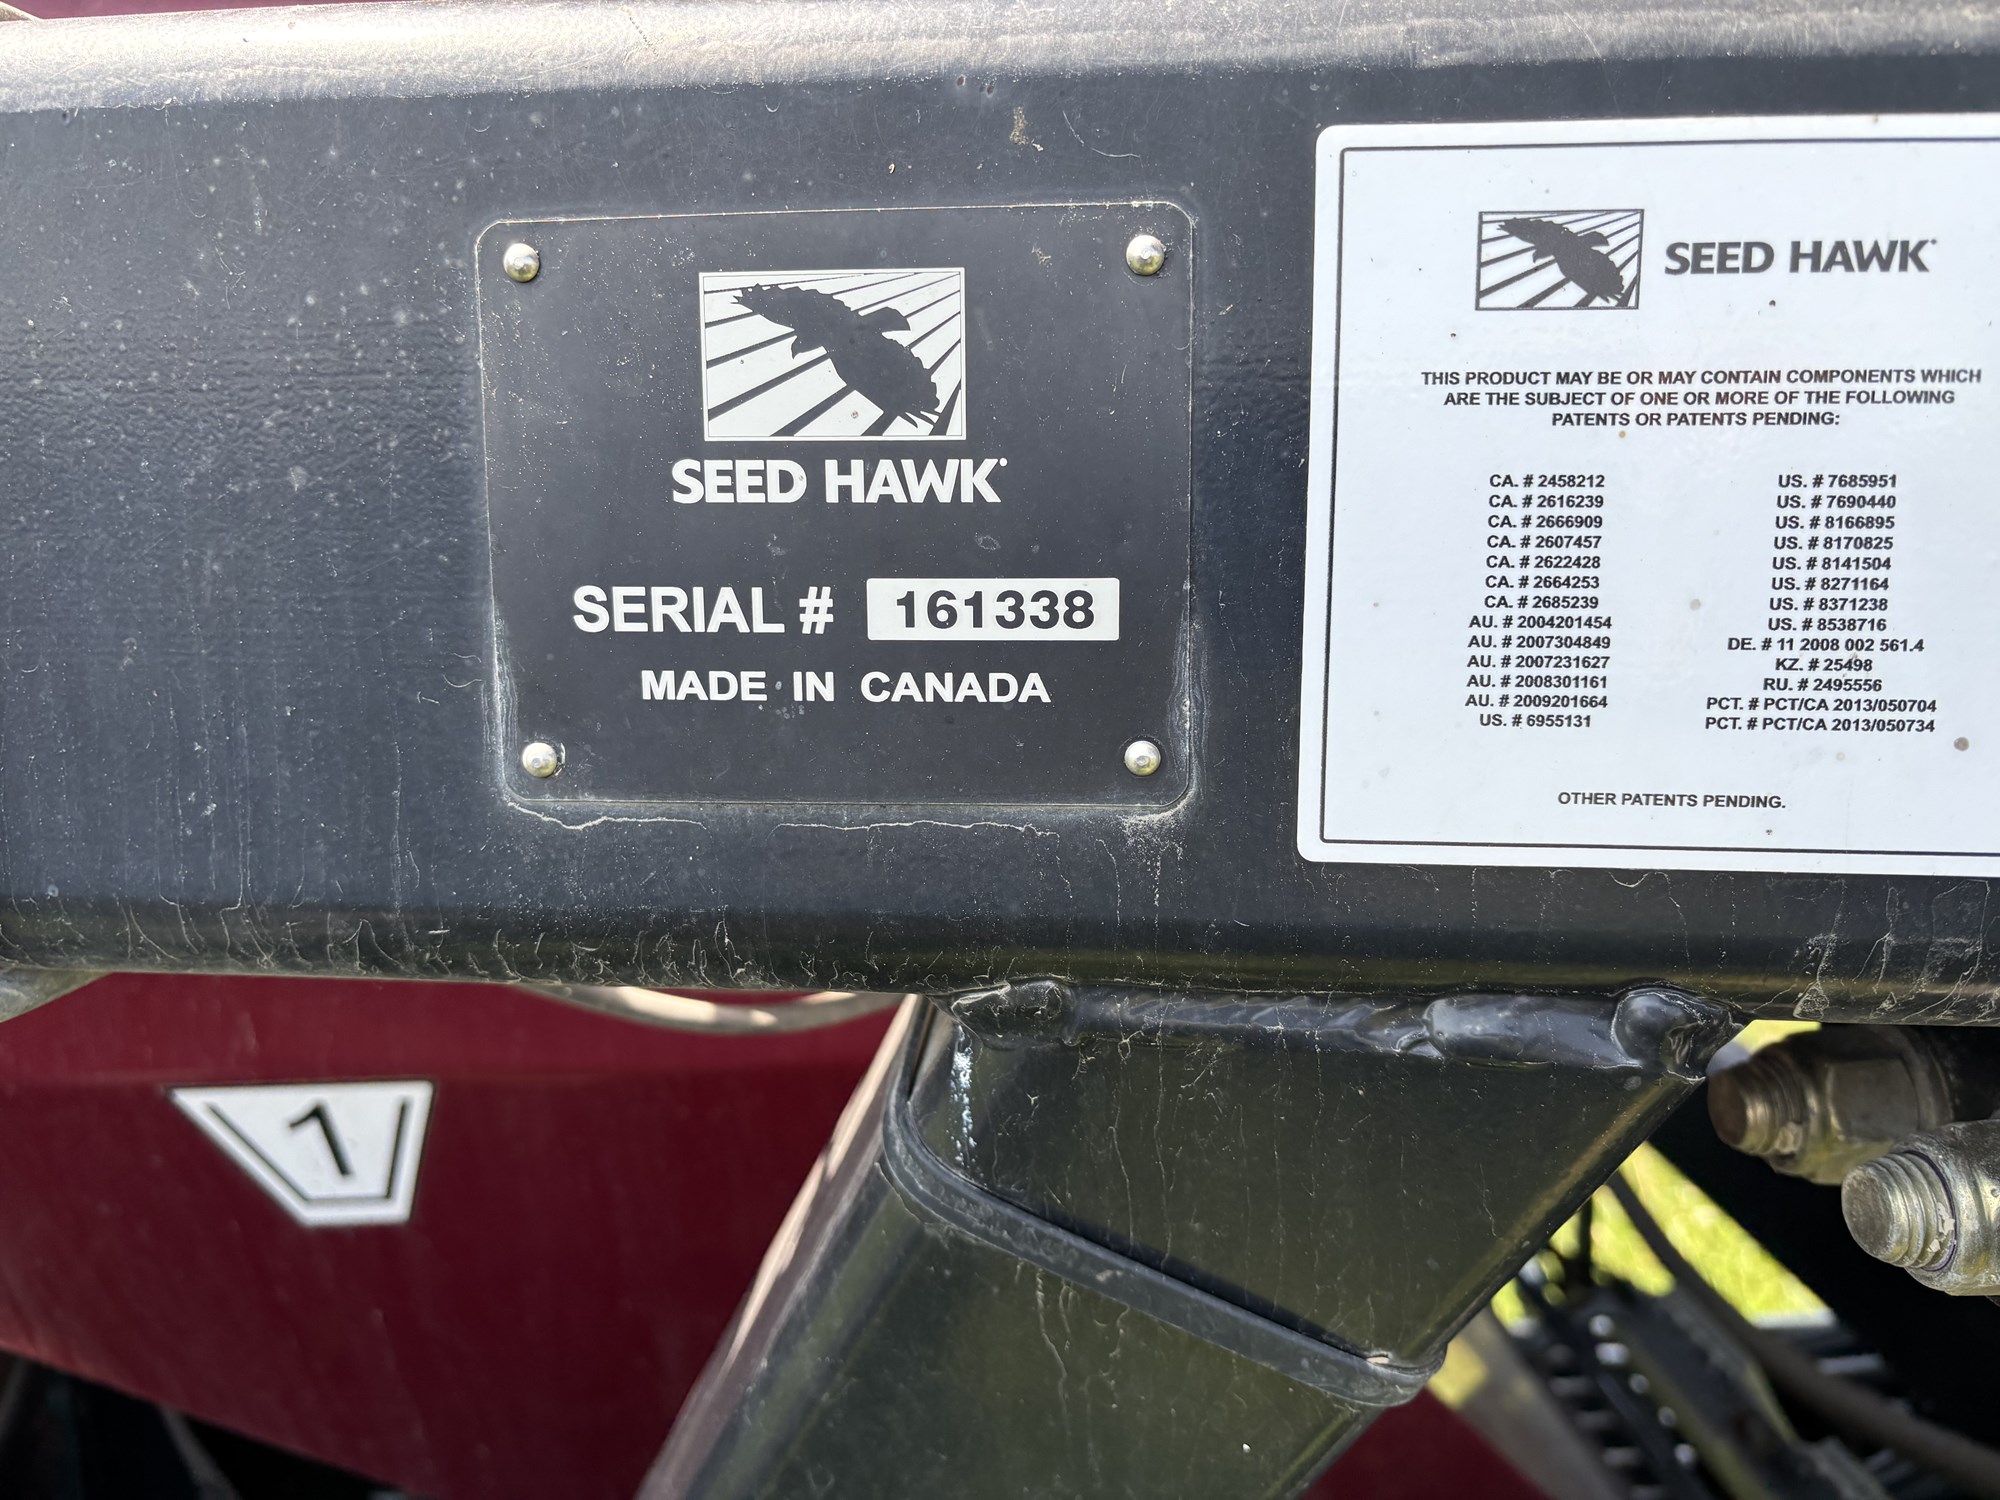 SEED HAWK
SERIAL # 161338
MADE IN CANADA
SEED HAWK
THIS PRODUCT MAY BE OR MAY CONTAIN COMPONENTS WHICH
ARE THE SUBJECT OF ONE OR MORE OF THE FOLLOWING
PATENTS OR PATENTS PENDING:
CA. # 2458212
CA. # 2616239
CA. # 2666909
CA. # 2607457
CA. # 2622428
CA. # 2664253
CA. # 2685239
AU. # 2004201454
AU. # 2007304849
AU. # 2007231627
AU. # 2008301161
AU. # 2009201664
US. # 6955131
US. # 7685951
US. # 7690440
US. # 8166895
US. # 8170825
US. # 8141504
US. # 8271164
US. # 8371238
US. # 8538716
DE. # 11 2008 002 561.4
KZ. # 25498
RU. # 2495556
PCT. # PCT/CA 2013/050704
PCT. # PCT/CA 2013/050734
OTHER PATENTS PENDING.
1